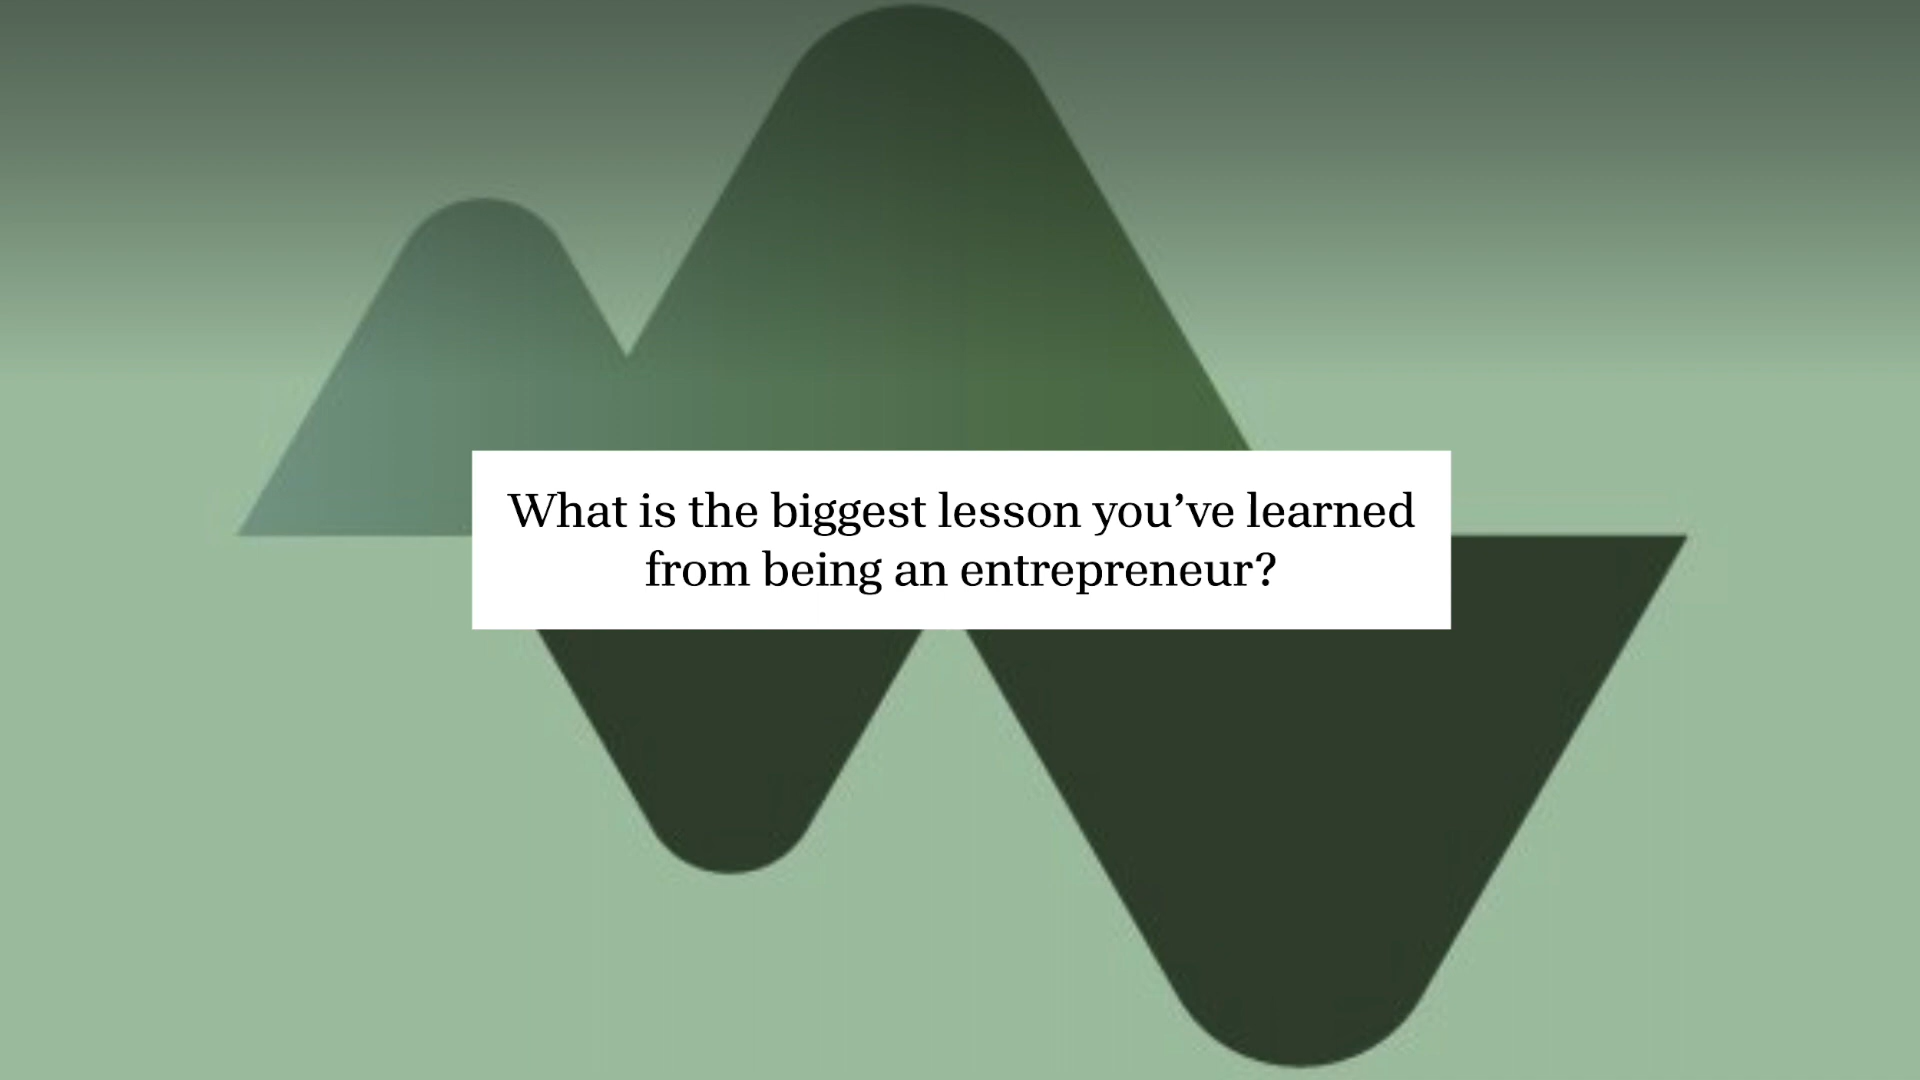 What is the biggest lesson you’ve learned
from being an entrepreneur?